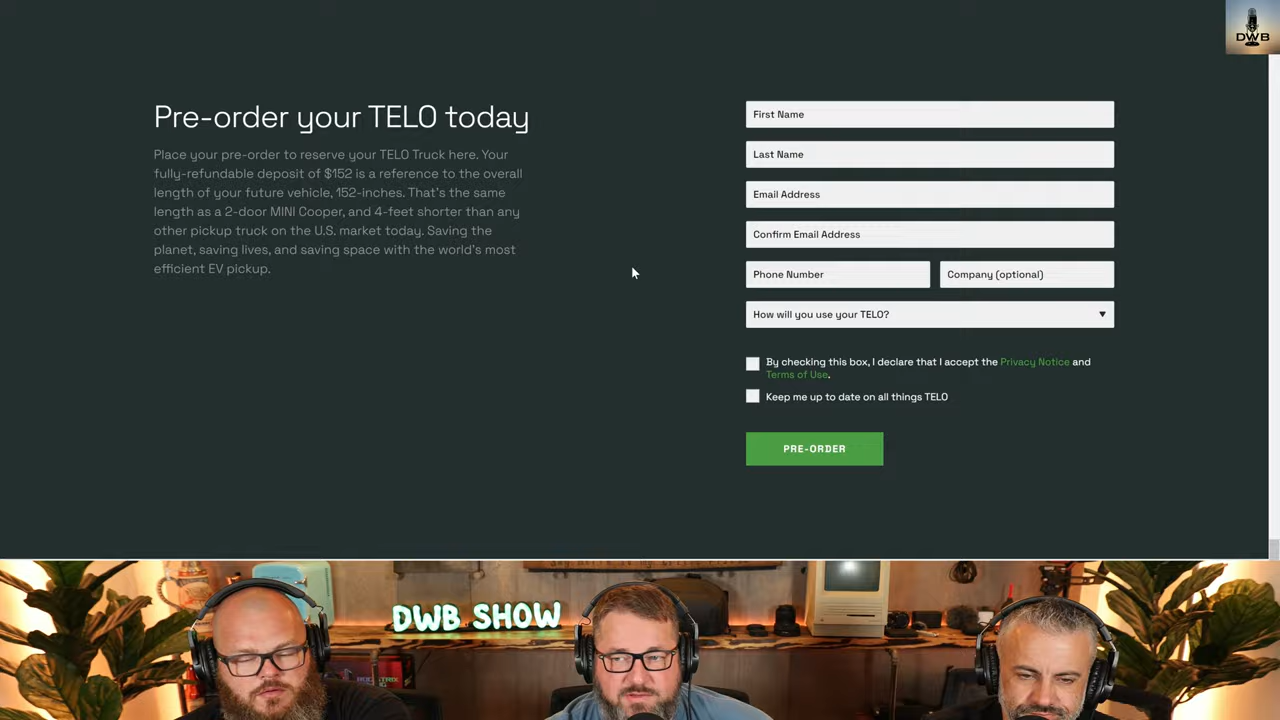 DWB
Pre-order your TELO today
Place your pre-order to reserve your TELO Truck here. Your
fully-refundable deposit of $152 is a reference to the overall
length of your future vehicle, 152-inches. That's the same
length as a 2-door MINI Cooper, and 4-feet shorter than any
other pickup truck on the U.S. market today. Saving the
planet, saving lives, and saving space with the world's most
efficient EV pickup.
First Name
Last Name
Email Address
Confirm Email Address
Phone Number
Company (optional)
How will you use your TELO?
By checking this box, I declare that I accept the Privacy Notice and
Terms of Use.
Keep me up to date on all things TELO
PRE-ORDER
DWB SHOW